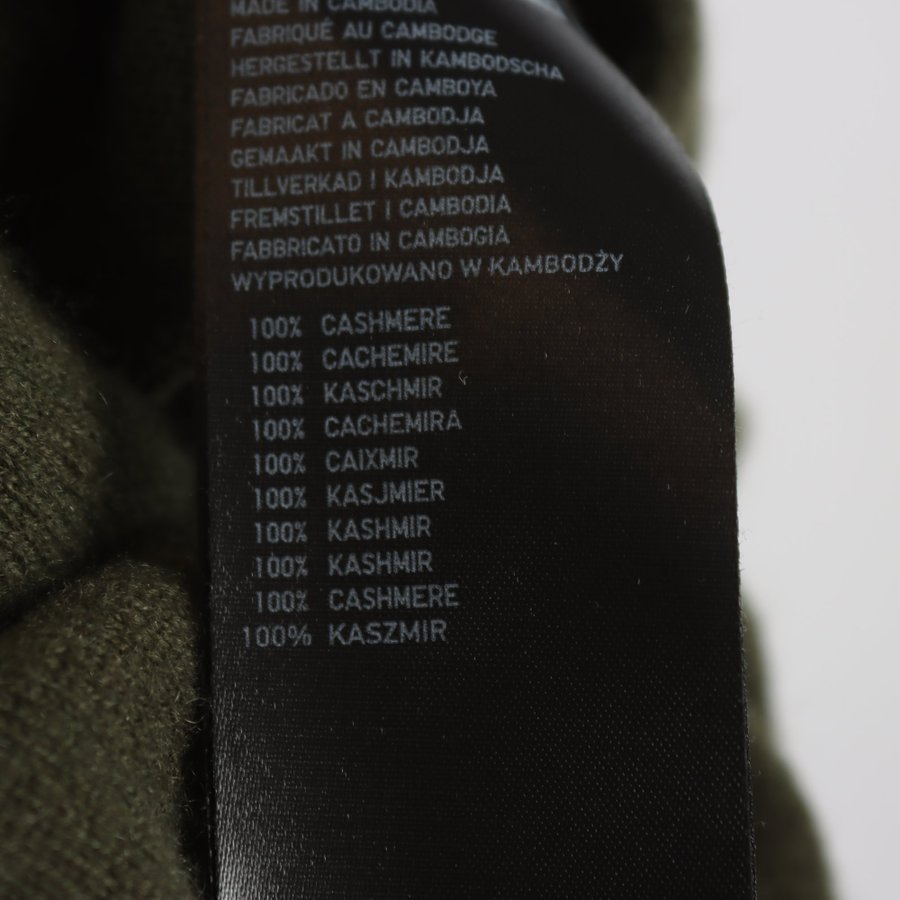 MADE IN CAMBODIA
FABRIQUÉ AU CAMBODGE
HERGESTELLT IN KAMBODSCHA
FABRICADO EN CAMBOYA
FABRICAT A CAMBODJA
GEMAAKT IN CAMBODJA
TILLVERKAD I KAMBODJA
FREMSTILLET I CAMBODIA
FABBRICATO IN CAMBOGIA
WYPRODUKOWANO W KAMBODŻY
100% CASHMERE
100% CACHEMIRE
100% KASCHMIR
100% CACHEMIRA
100% CAIXMIR
100% KASJMIER
100% KASHMIR
100% KASHMIR
100% CASHMERE
100% KASZMIR